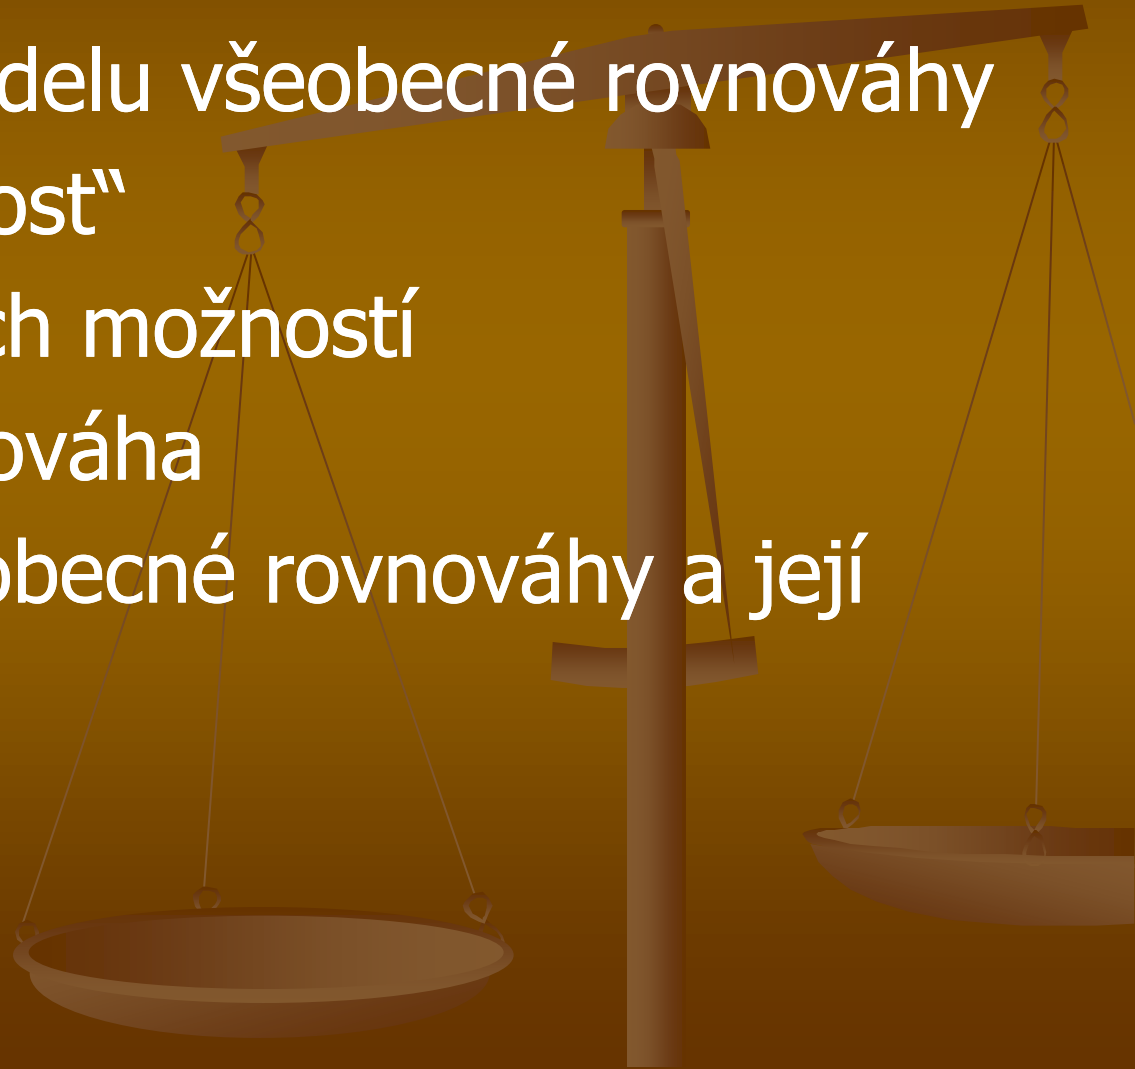 delu všeobecné rovnováhy
ost“
ch možností
ováha
obecné rovnováhy a její